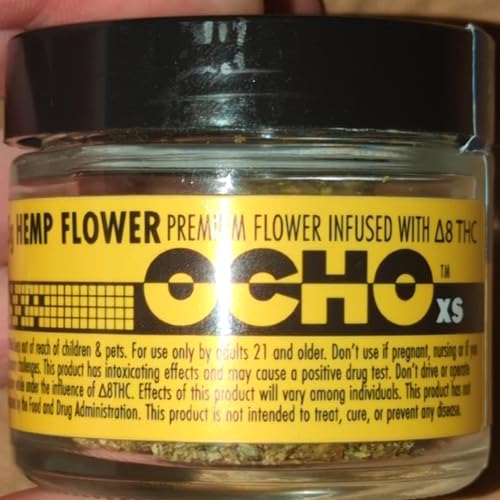 HEMP FLOWER PREMIUM FLOWER INFUSED WITH Δ8 THC
OCHO™
XS
out of reach of children & pets. For use only by adults 21 and older. Don't use if pregnant, nursing or if you
challenges. This product has intoxicating effects and may cause a positive drug test. Don't drive or operate
while under the influence of Δ8THC. Effects of this product will vary among individuals. This product has not
by the Food and Drug Administration. This product is not intended to treat, cure, or prevent any disease.